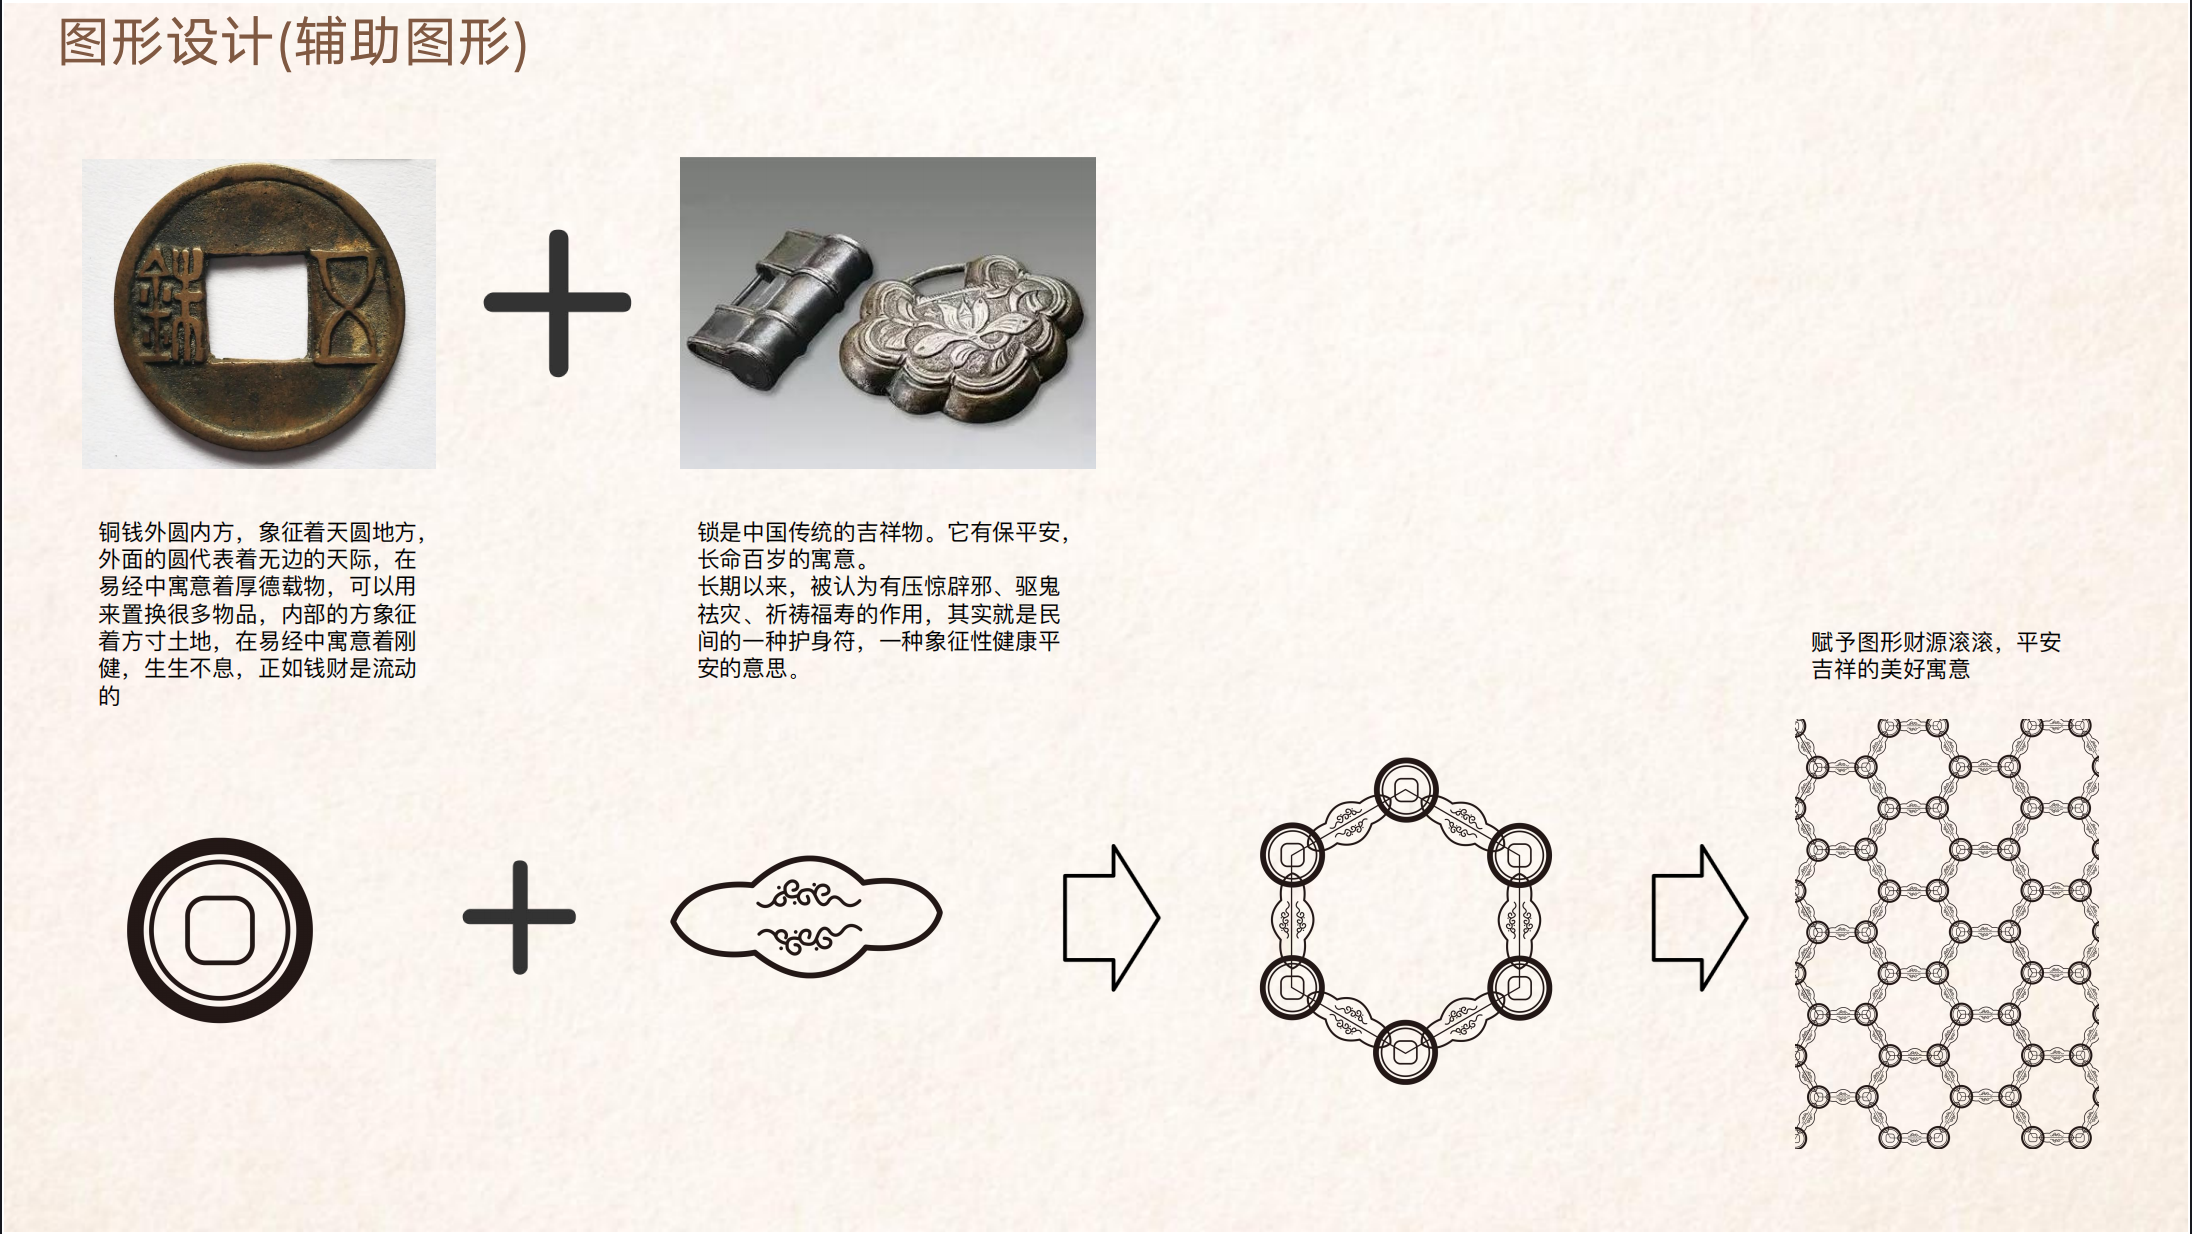 图形设计(辅助图形)
铢
五
铜钱外圆内方，象征着天圆地方，
外面的圆代表着无边的天际，在
易经中寓意着厚德载物，可以用
来置换很多物品，内部的方象征
着方寸土地，在易经中寓意着刚
健，生生不息，正如钱财是流动
的
锁是中国传统的吉祥物。它有保平安，
长命百岁的寓意。
长期以来，被认为有压惊辟邪、驱鬼
祛灾、祈祷福寿的作用，其实就是民
间的一种护身符，一种象征性健康平
安的意思。
赋予图形财源滚滚，平安
吉祥的美好寓意